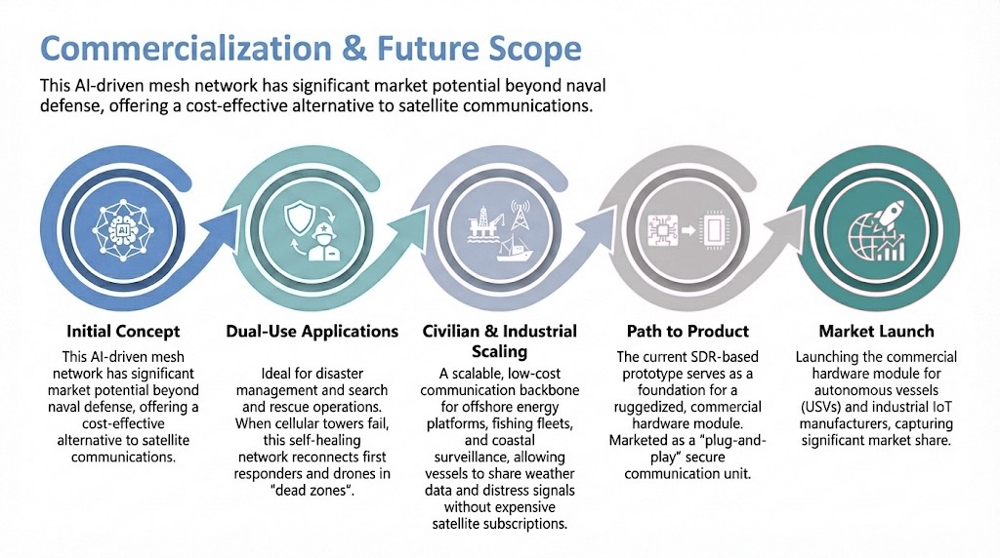 Commercialization & Future Scope
This AI-driven mesh network has significant market potential beyond naval
defense, offering a cost-effective alternative to satellite communications.
AI
Initial Concept
This AI-driven mesh
network has significant
market potential beyond
naval defense, offering a
cost-effective
alternative to satellite
communications.
Dual-Use Applications
Ideal for disaster
management and search
and rescue operations.
When cellular towers fail,
this self-healing
network reconnects first
responders and drones in
"dead zones".
Civilian & Industrial
Scaling
A scalable, low-cost
communication backbone
for offshore energy
platforms, fishing fleets,
and coastal
surveillance, allowing
vessels to share weather
data and distress signals
without expensive
satellite subscriptions.
Path to Product
The current SDR-based
prototype serves as a
foundation for a
ruggedized, commercial
hardware module.
Marketed as a "plug-and-
play" secure
communication unit.
Market Launch
Launching the commercial
hardware module for
autonomous vessels
(USVs) and industrial IoT
manufacturers, capturing
significant market share.